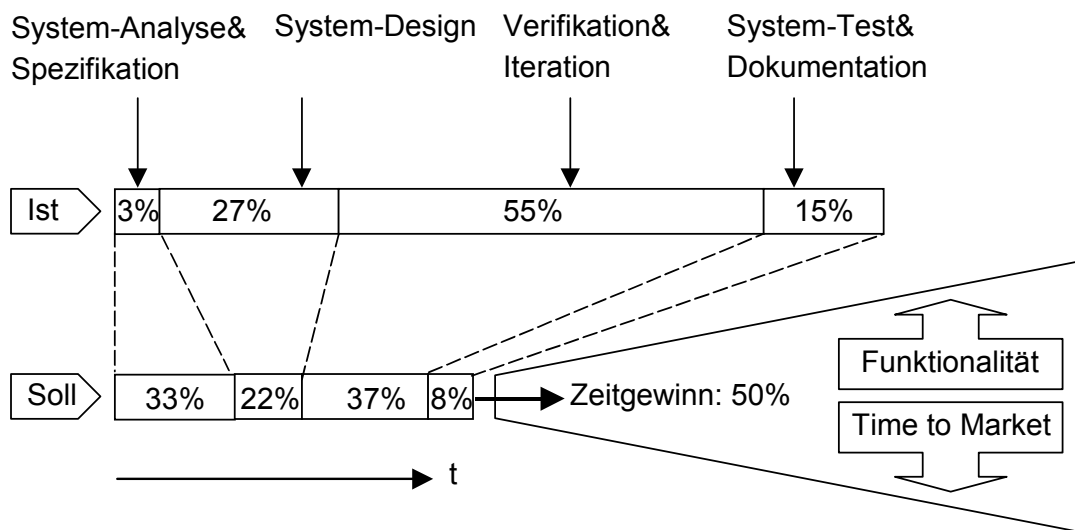 System-Analyse&
Spezifikation
System-Design
Verifikation&
Iteration
System-Test&
Dokumentation
Ist
3%
27%
55%
15%
Soll
33%
22%
37%
8%
Zeitgewinn: 50%
Funktionalität
Time to Market
t